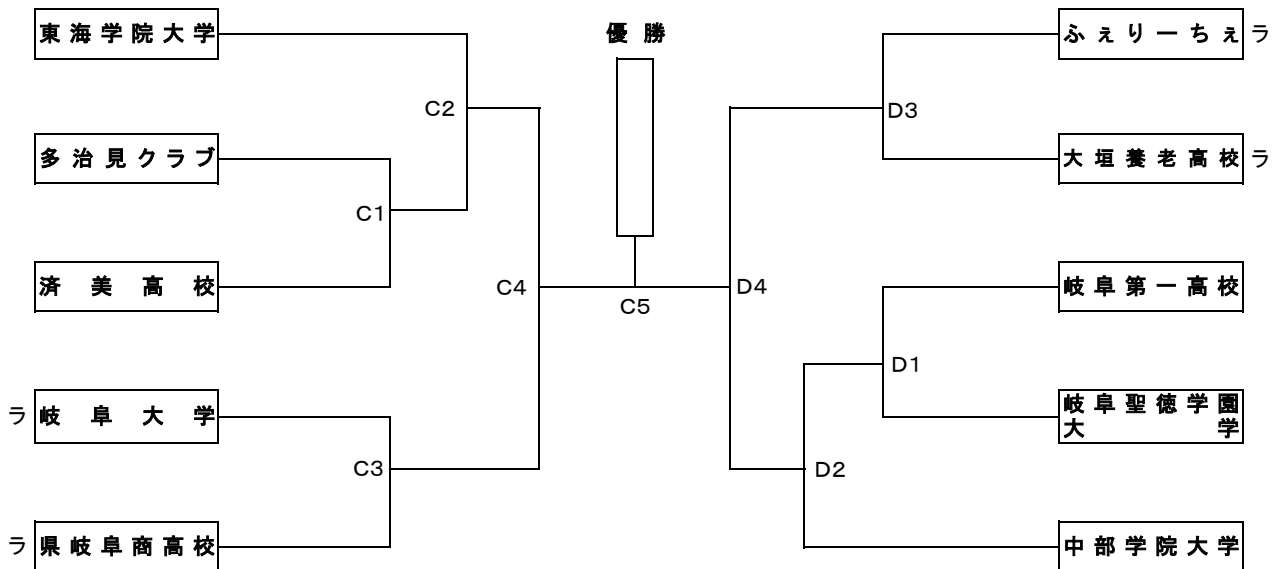 優勝
東海学院大学
C2
多治見クラブ
C1
済美高校
C4
ラ 岐阜大学
C3
ラ 県岐阜商高校
C5
ふぇりーちぇ ラ
D3
大垣養老高校 ラ
D4
岐阜第一高校
D1
岐阜聖徳学園
大学
D2
中部学院大学